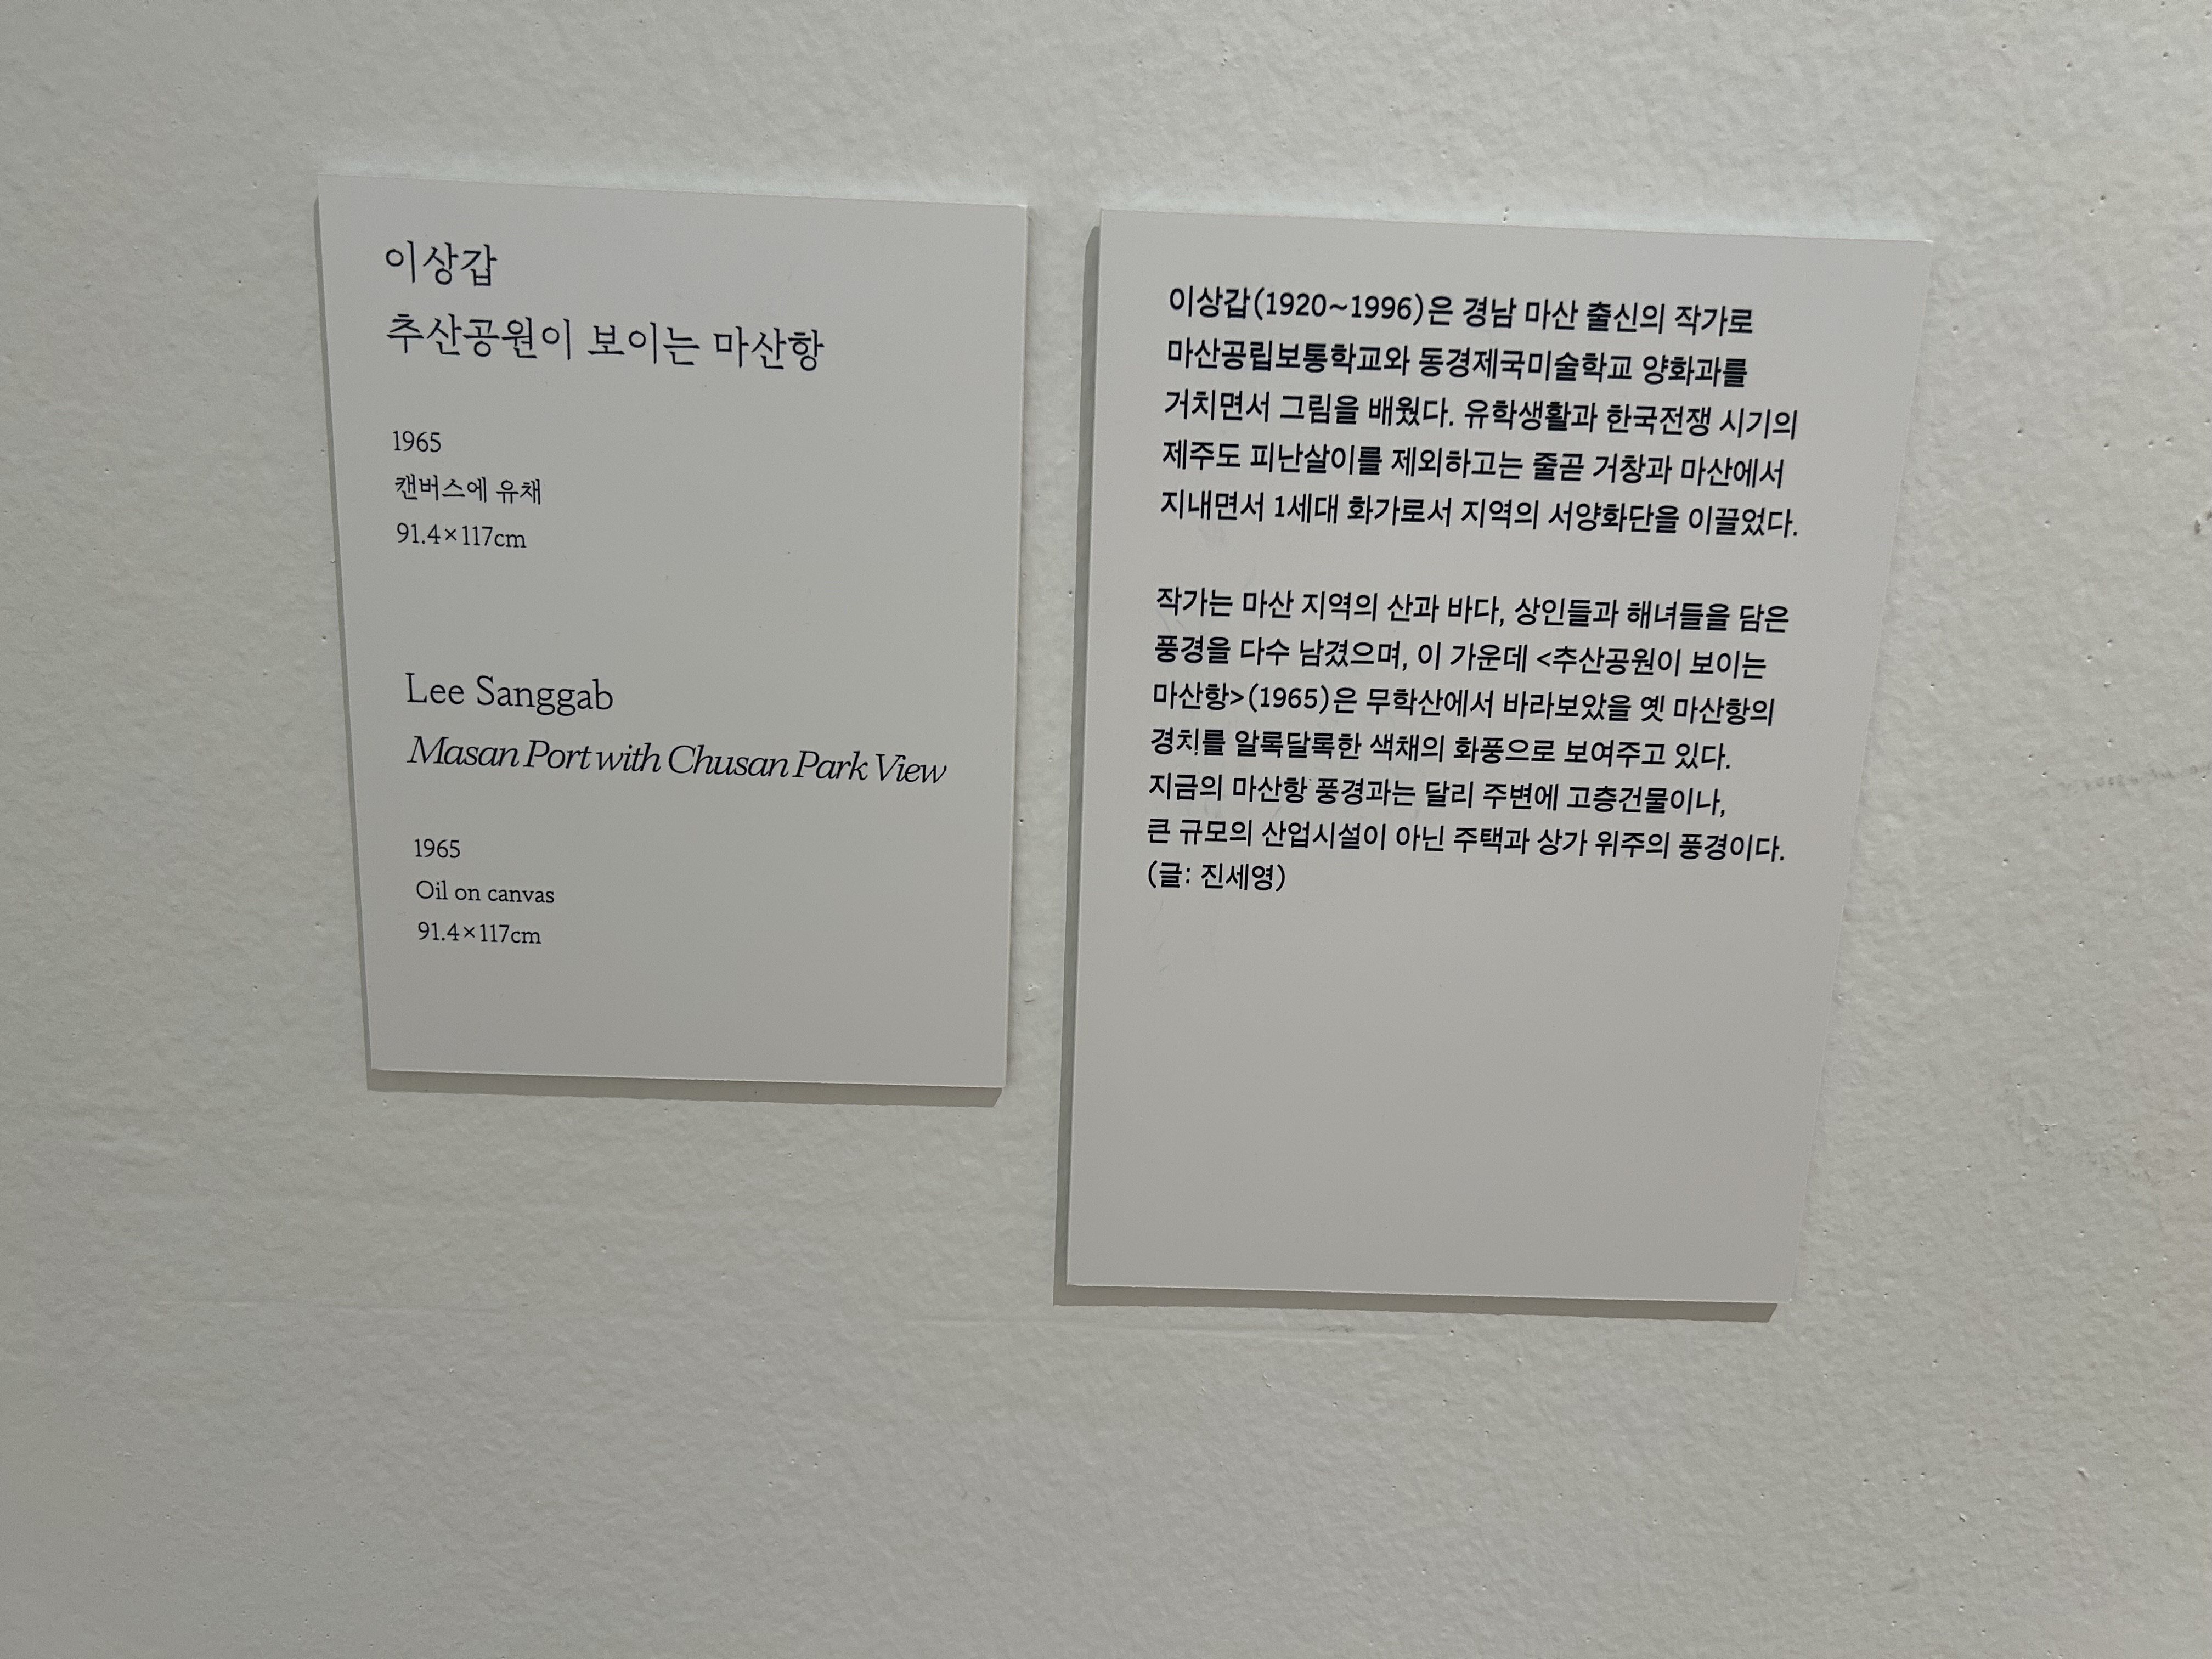 이상갑
추산공원이 보이는 마산항
1965
캔버스에 유채
91.4×117cm
Lee Sanggab
Masan Port with Chusan Park View
1965
Oil on canvas
91.4×117cm
이상갑(1920~1996)은 경남 마산 출신의 작가로
마산공립보통학교와 동경제국미술학교 양화과를
거치면서 그림을 배웠다. 유학생활과 한국전쟁 시기의
제주도 피난살이를 제외하고는 줄곧 거창과 마산에서
지내면서 1세대 화가로서 지역의 서양화단을 이끌었다.
작가는 마산 지역의 산과 바다, 상인들과 해녀들을 담은
풍경을 다수 남겼으며, 이 가운데 <추산공원이 보이는
마산항>(1965)은 무학산에서 바라보았을 옛 마산항의
경치를 알록달록한 색채의 화풍으로 보여주고 있다.
지금의 마산항 풍경과는 달리 주변에 고층건물이나,
큰 규모의 산업시설이 아닌 주택과 상가 위주의 풍경이다.
(글: 진세영)